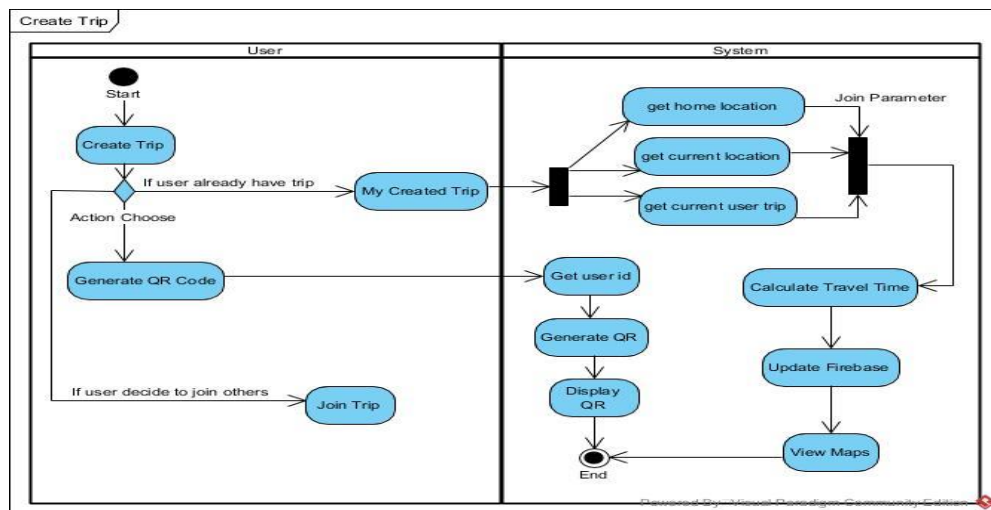 Create Trip
User
System
Start
Create Trip
If user already have trip
My Created Trip
Action Choose
Generate QR Code
If user decide to join others
Join Trip
get home location
Join Parameter
get current location
get current user trip
Get user id
Calculate Travel Time
Generate QR
Update Firebase
Display
QR
View Maps
End
Powered By Visual Paradigm Community Edition